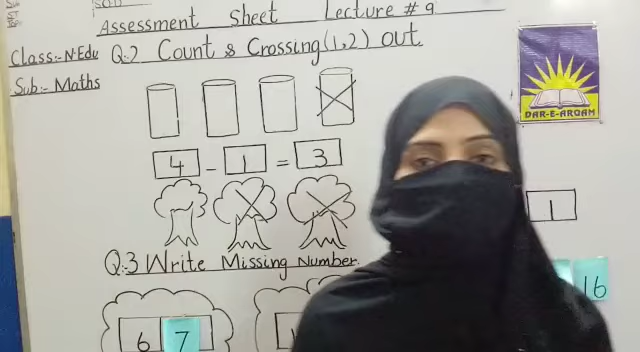 Assessment Sheet Lecture # 9
Class:- N-Edu
Sub:- Maths
Q:2 Count & Crossing (1,2) out.
DAR-E-ARQAM
4 - 1 = 3
1
Q:3 Write Missing Number.
16
6 7